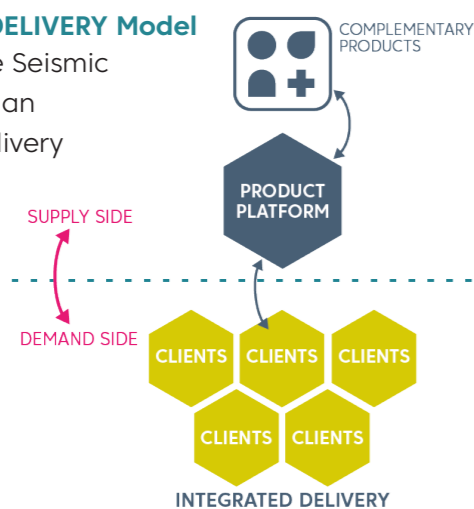 DELIVERY Model
e Seismic
an
livery
COMPLEMENTARY
PRODUCTS
PRODUCT
PLATFORM
SUPPLY SIDE
DEMAND SIDE
CLIENTS CLIENTS CLIENTS
CLIENTS CLIENTS
INTEGRATED DELIVERY